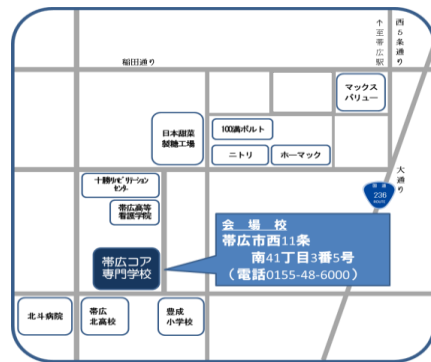 稲田通り
↑至帯広駅
西5条通り
マックス
バリュー
日本甜菜
製糖工場
100満ボルト
ニトリ
ホーマック
大通り
国道
236
ROUTE
十勝リハビリテーション
センター
帯広高等
看護学院
会場校
帯広市西11条
南41丁目3番5号
(電話0155-48-6000)
帯広コア
専門学校
北斗病院
帯広
北高校
豊成
小学校